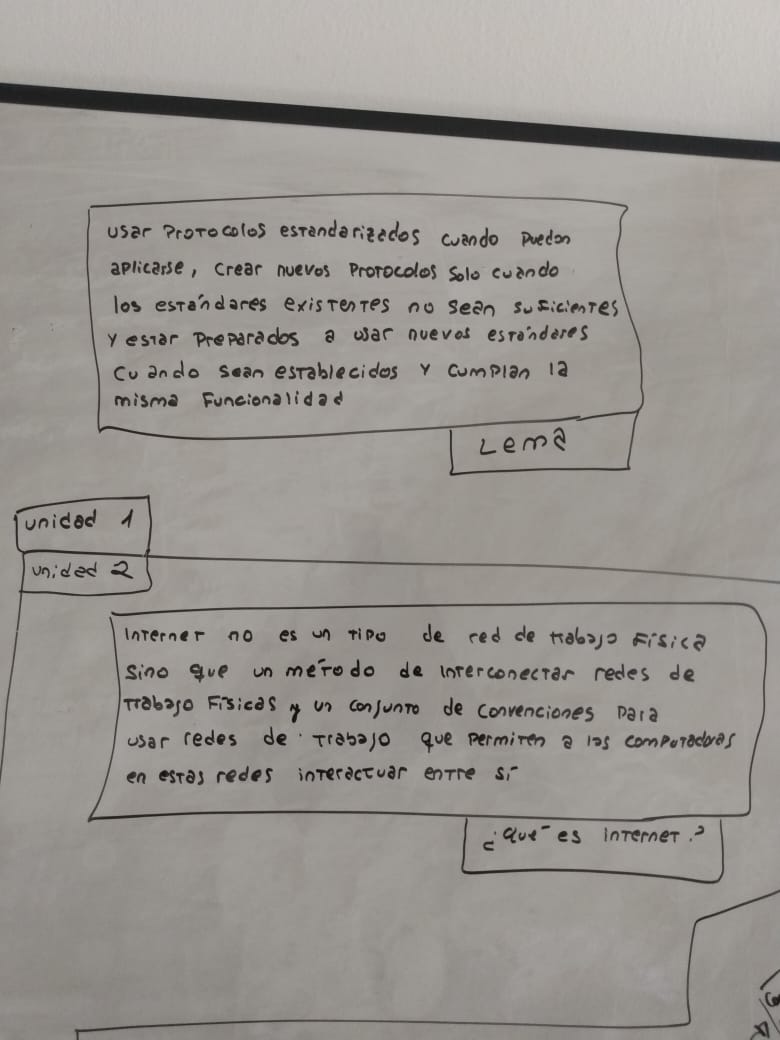 usar Protocolos estandarizados cuando puedan
aplicarse, crear nuevos Protocolos solo cuando
los estándares existentes no sean suficientes
y estar preparados a usar nuevos estándares
Cuando sean establecidos y cumplan la
misma Funcionalidad
Lema
unidad 1
unidad 2
Internet no es un tipo de red de trabajo Física
Sino que un método de interconectar redes de
trabajo Físicas y un conjunto de convenciones para
usar redes de trabajo que permiten a las computadoras
en estas redes interactuar entre sí
¿Qué es internet?